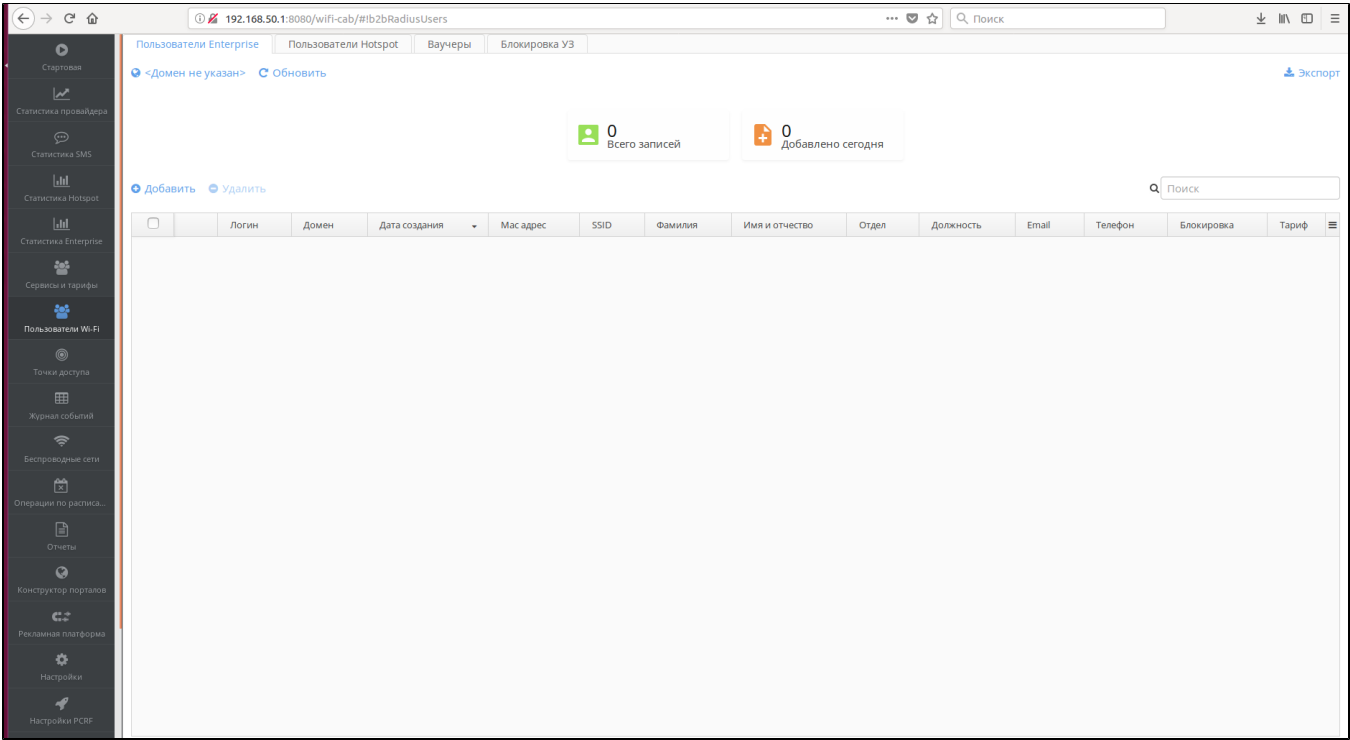 192.168.50.1:8080/wifi-cab/#!b2bRadiusUsers
Поиск
Стартовая
Статистика провайдера
Статистика SMS
Статистика Hotspot
Статистика Enterprise
Сервисы и тарифы
Пользователи Wi-Fi
Точки доступа
Журнал событий
Беспроводные сети
Операции по расписа...
Отчеты
Конструктор порталов
Рекламная платформа
Настройки
Настройки PCRF
Пользователи Enterprise
Пользователи Hotspot
Ваучеры
Блокировка УЗ
<Домен не указан>
Обновить
Экспорт
0
Всего записей
0
Добавлено сегодня
Добавить
Удалить
Поиск
Логин
Домен
Дата создания
Mac адрес
SSID
Фамилия
Имя и отчество
Отдел
Должность
Email
Телефон
Блокировка
Тариф